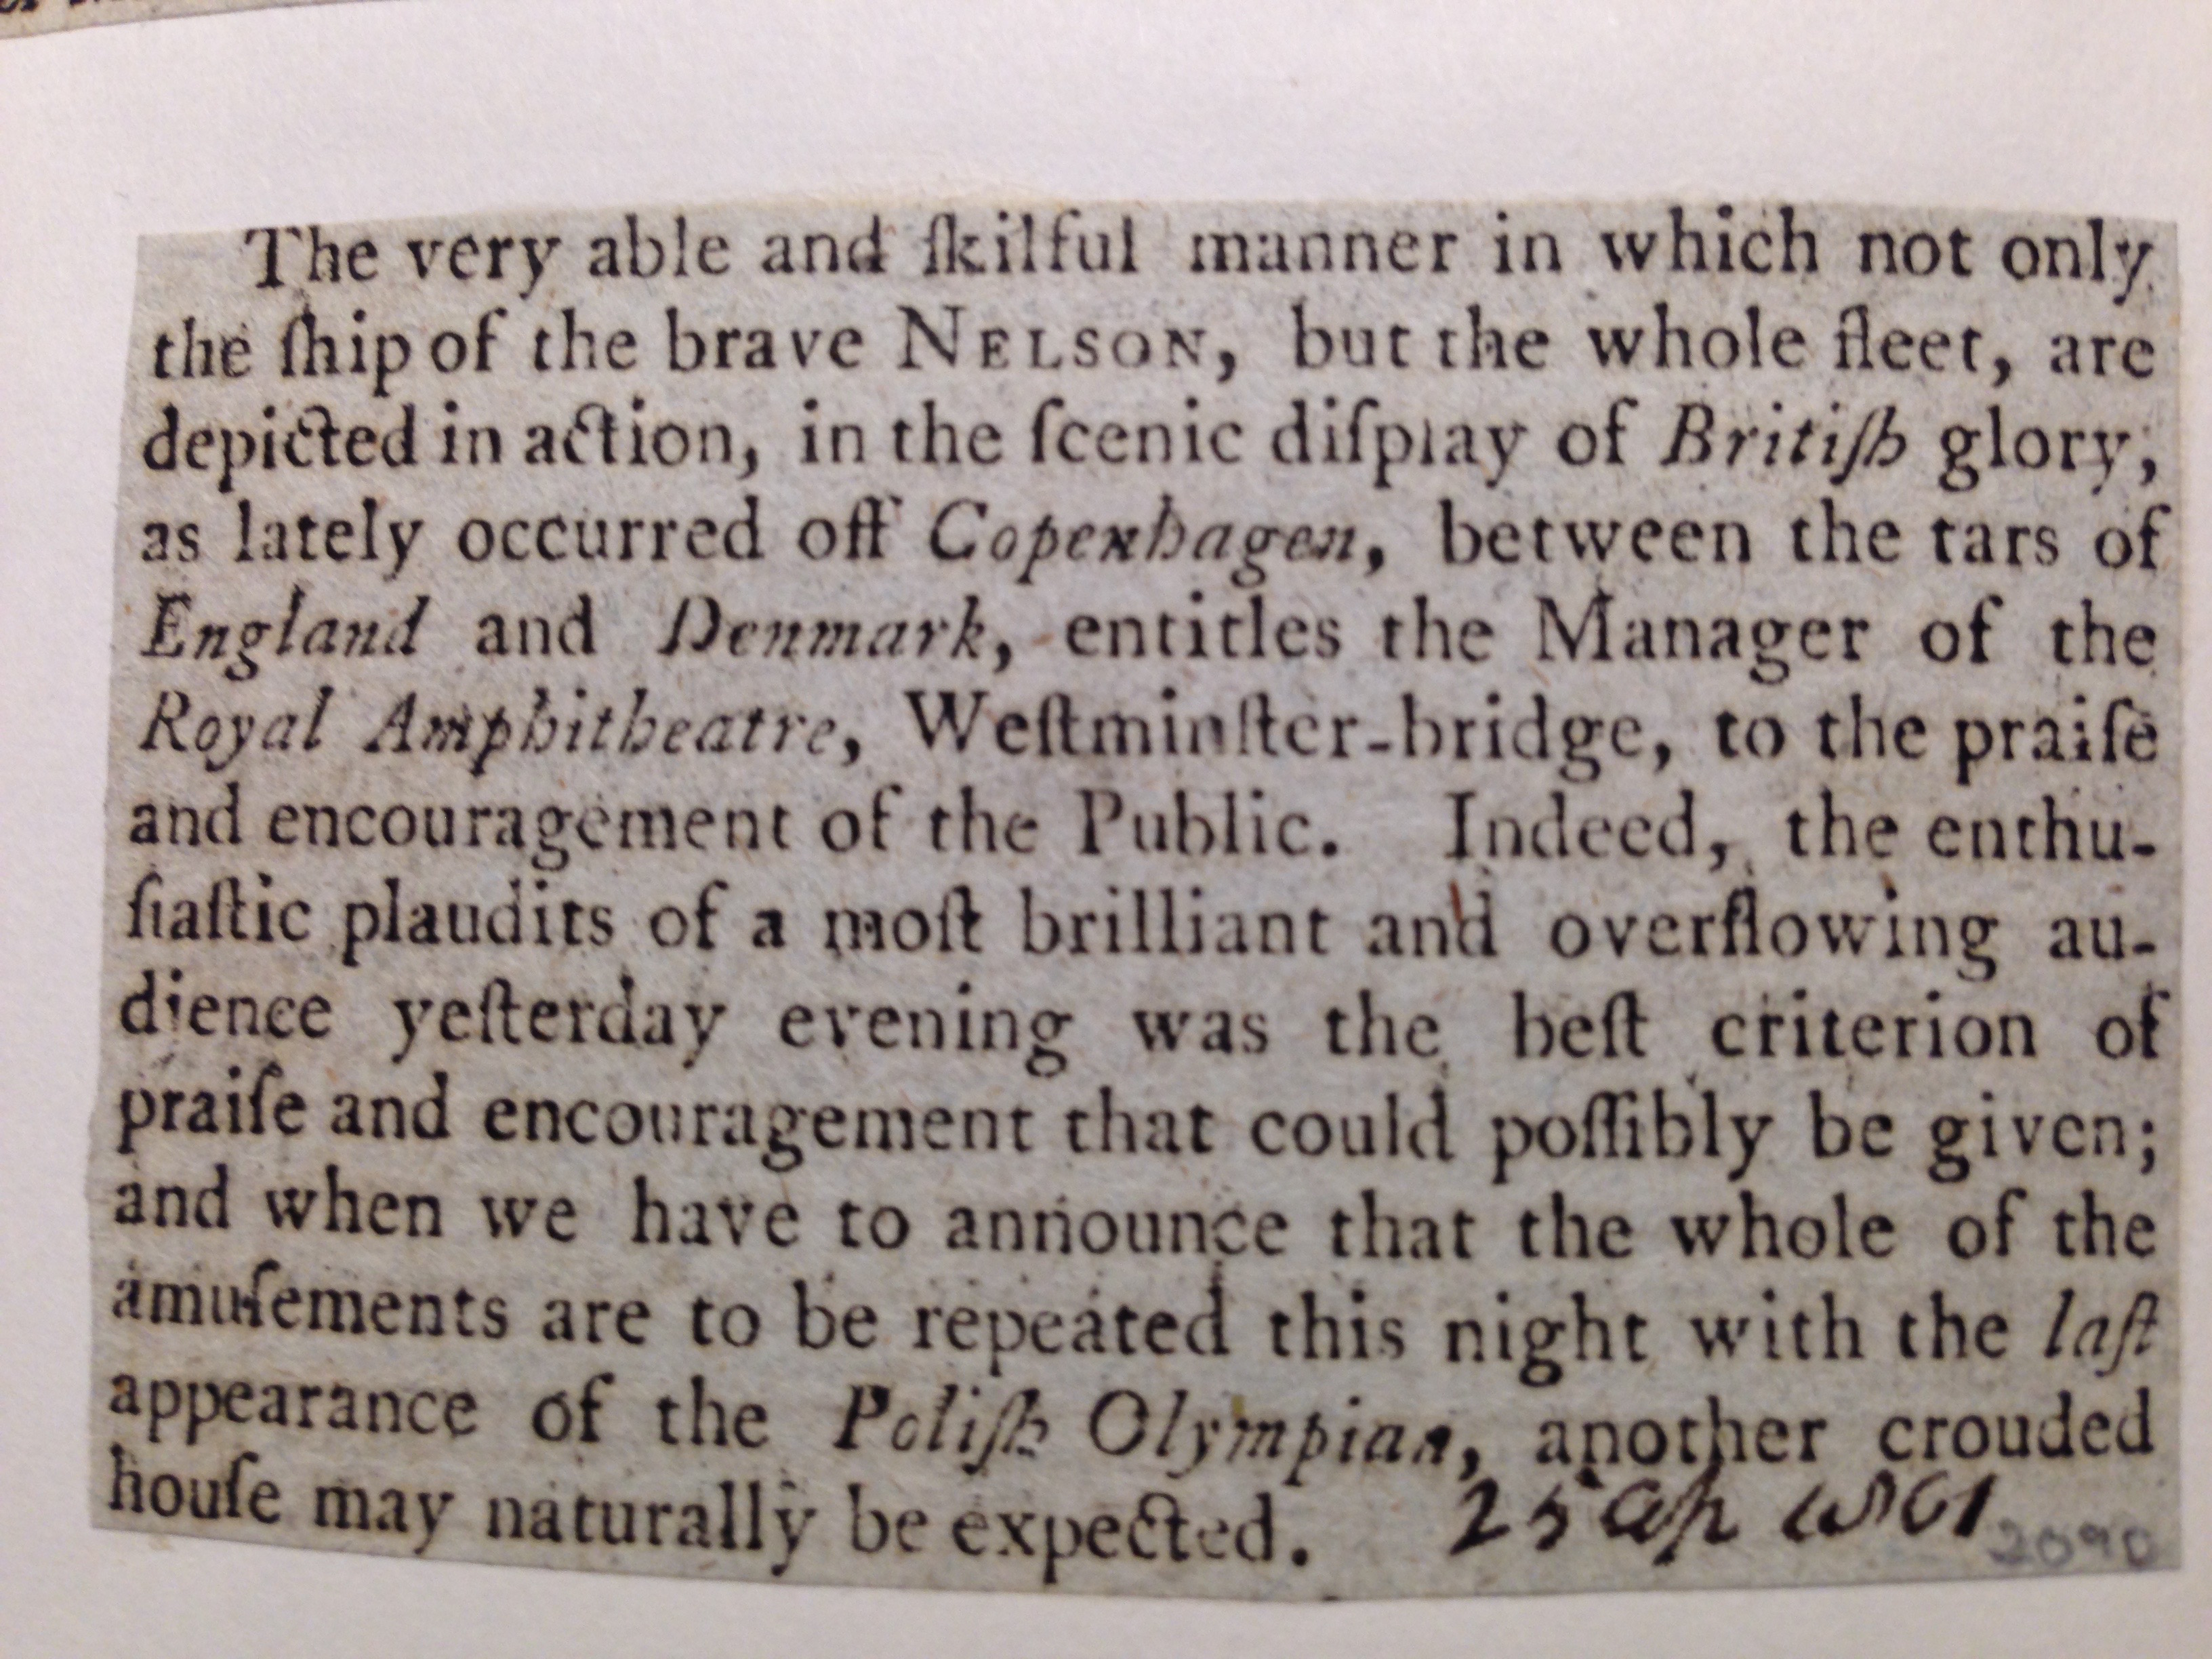 The very able and ſkilful manner in which not only
the ſhip of the brave NELSON, but the whole fleet, are
depicted in action, in the ſcenic diſplay of Britiſh glory,
as lately occurred off Copenhagen, between the tars of
England and Denmark, entitles the Manager of the
Royal Amphitheatre, Weſtminſter-bridge, to the praiſe
and encouragement of the Public. Indeed, the enthu-
ſiaſtic plaudits of a moſt brilliant and overflowing au-
dience yeſterday evening was the beſt criterion of
praiſe and encouragement that could poſſibly be given;
and when we have to announce that the whole of the
amuſements are to be repeated this night with the laſt
appearance of the Poliſh Olympian, another crouded
houſe may naturally be expected. 25 ap 1801
2090